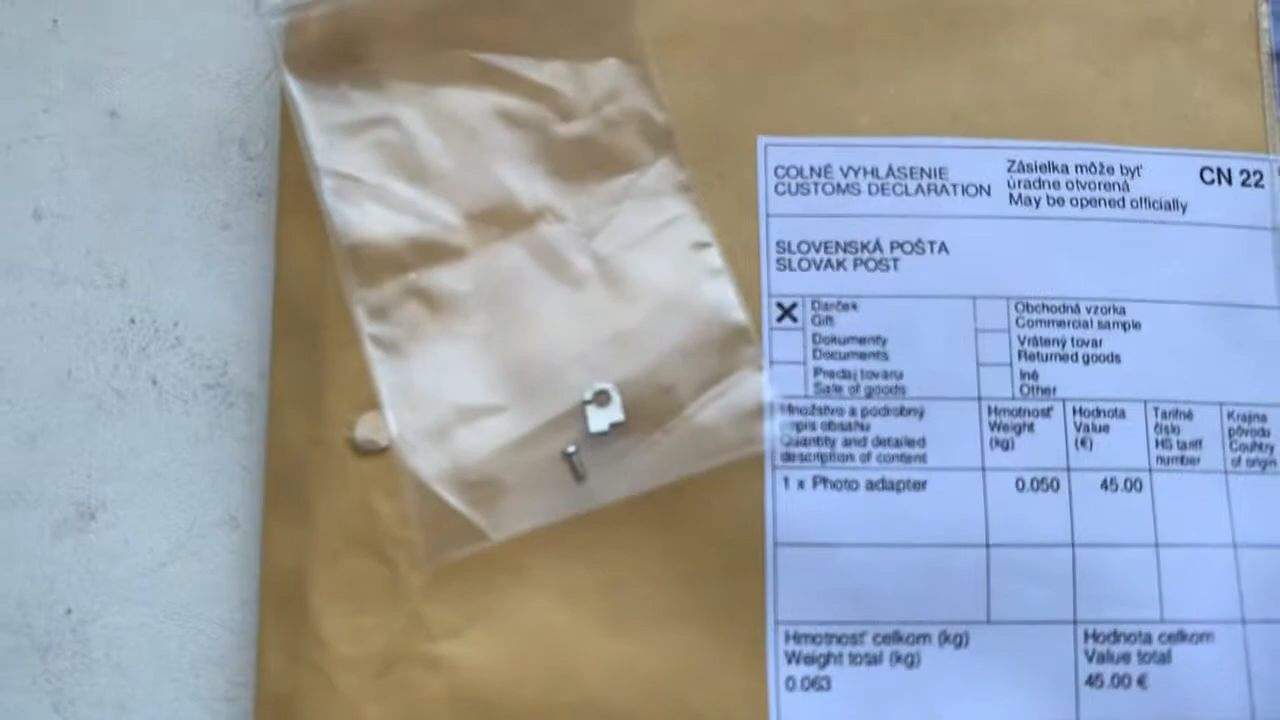 COLNÉ VYHLÁSENIE
CUSTOMS DECLARATION
Zásielka môže byť
úradne otvorená
May be opened officially
CN 22
SLOVENSKÁ POŠTA
SLOVAK POST
X
Darček
Gift
Obchodná vzorka
Commercial sample
Dokumenty
Documents
Vrátený tovar
Returned goods
Predaj tovaru
Sale of goods
Iné
Other
Množstvo a podrobný
opis obsahu
Quantity and detailed
description of content
Hmotnosť
Weight
(kg)
Hodnota
Value
(€)
Tarifné
číslo
HS tariff
number
Krajina
pôvodu
Country
of origin
1 x Photo adapter
0.050
45.00
Hmotnosť celkom (kg)
Weight total (kg)
0.063
Hodnota celkom
Value total
45.00 €